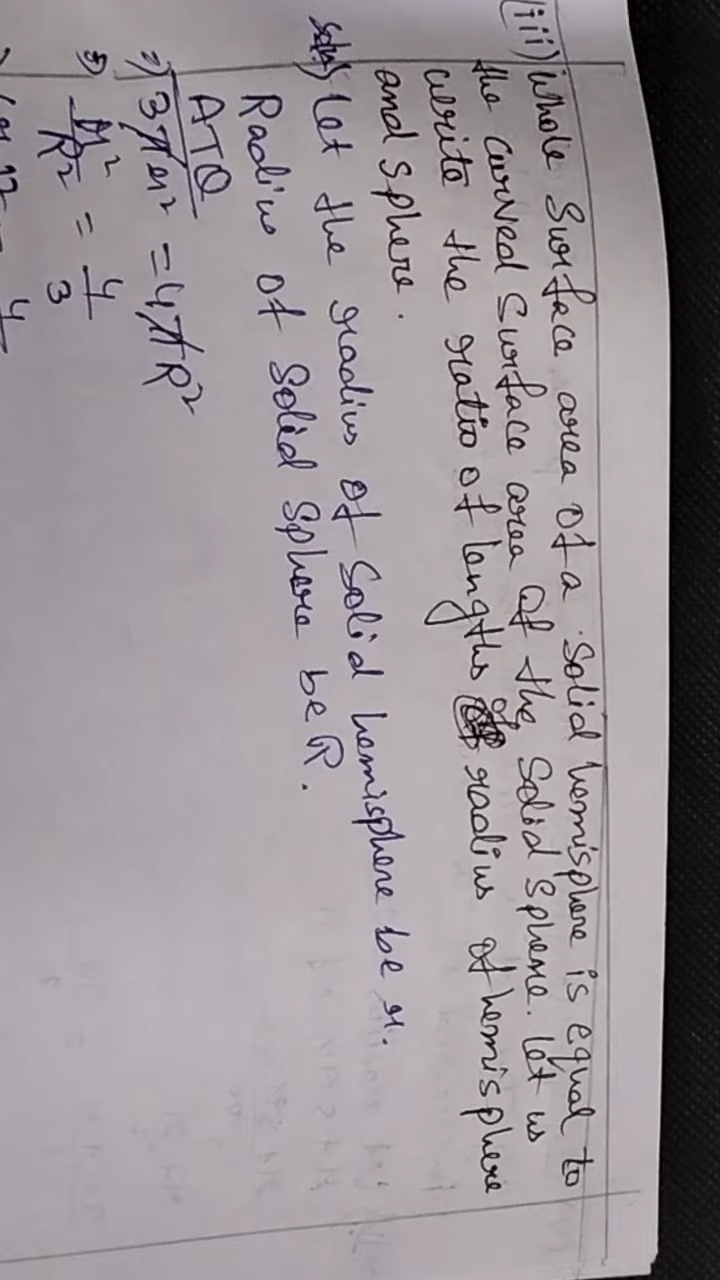 (iii) Whole Surface area of a solid hemisphere is equal to
the curved Surface area of the solid Sphere. let us
write the ratio of lengths of radius of hemisphere
and sphere.
Soln:) let the radius of solid hemisphere be r.
Radius of solid sphere be R.
ATQ
=) 3πr² = 4πR²
=) r²/R² = 4/3